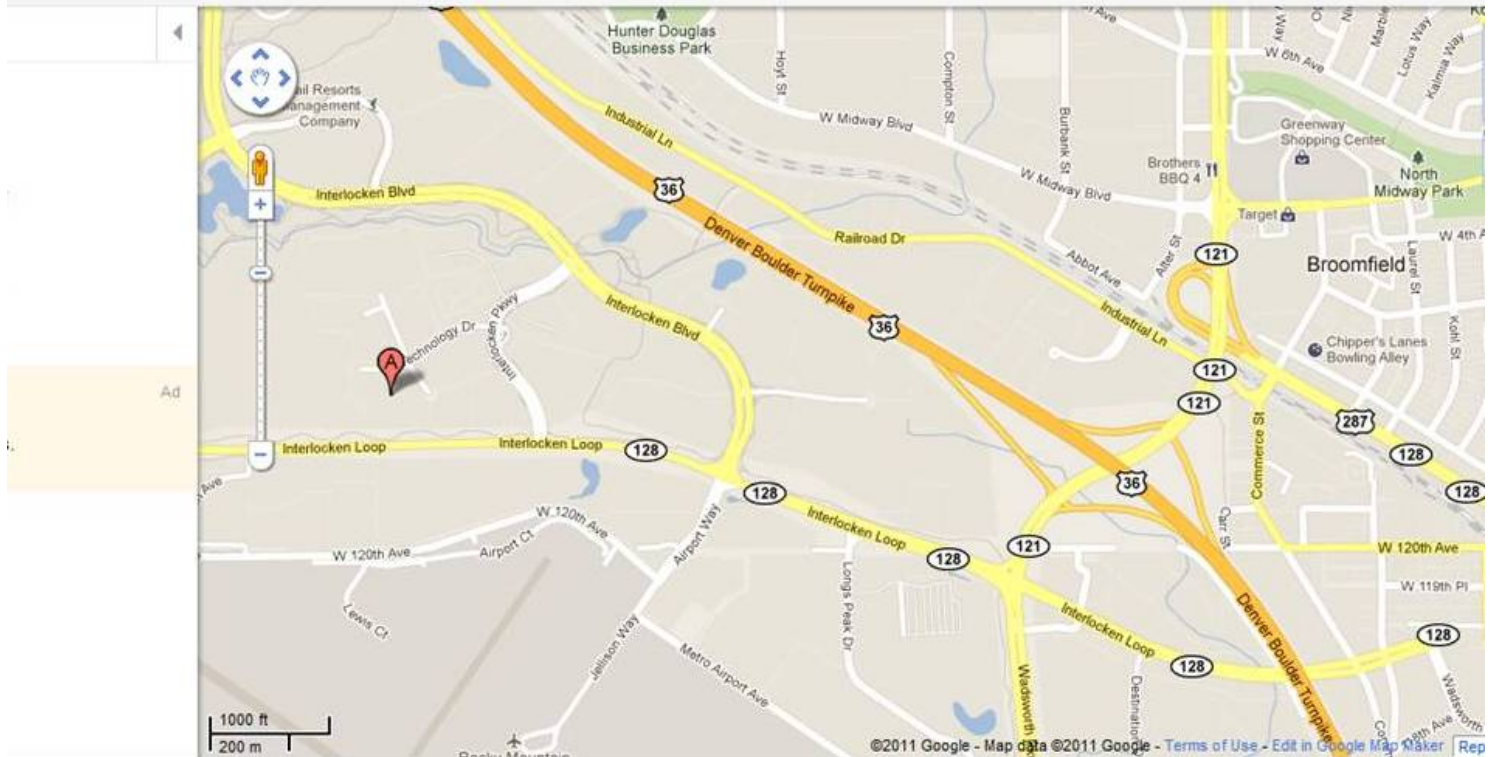 Hunter Douglas
Business Park
Hoyt St
Compton St
W Midway Blvd
Burbank St
W 6th Ave
Lotus Way
Kalmia Way
Greenway
Shopping Center
Brothers
BBQ 4
North
Midway Park
Target
W Midway Blvd
ail Resorts
anagement
Company
Industrial Ln
36
Interlocken Blvd
Denver Boulder Turnpike
Railroad Dr
Abbot Ave
Alter St
121
Broomfield
Laurel St
W 4th A
Kohl St
Interlocken Blvd
Interlocken Pkwy
echnology Dr
A
36
Industrial Ln
Chipper's Lanes
Bowling Alley
121
121
287
Ad
s.
Interlocken Loop
Interlocken Loop
128
Commerce St
128
36
128
128
Interlocken Loop
W 120th Ave
Airport Way
Carr St
W 120th Ave
Airport Ct
121
W 120th Ave
128
Longs Peak Dr
W 119th Pl
Lewis Ct
Interlocken Loop
Denver Boulder Turnpike
128
128
Jellison Way
Metro Airport Ave
Wadsworth
Destination
Wadsworth
1000 ft
200 m
©2011 Google - Map data ©2011 Google - Terms of Use - Edit in Google Map Maker
Rep